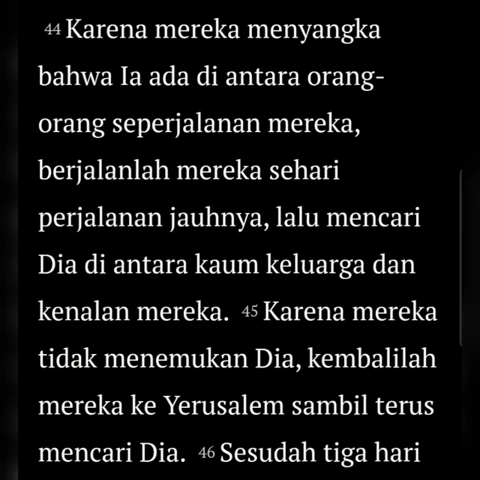 44 Karena mereka menyangka
bahwa Ia ada di antara orang-
orang seperjalanan mereka,
berjalanlah mereka sehari
perjalanan jauhnya, lalu mencari
Dia di antara kaum keluarga dan
kenalan mereka. 45 Karena mereka
tidak menemukan Dia, kembalilah
mereka ke Yerusalem sambil terus
mencari Dia. 46 Sesudah tiga hari